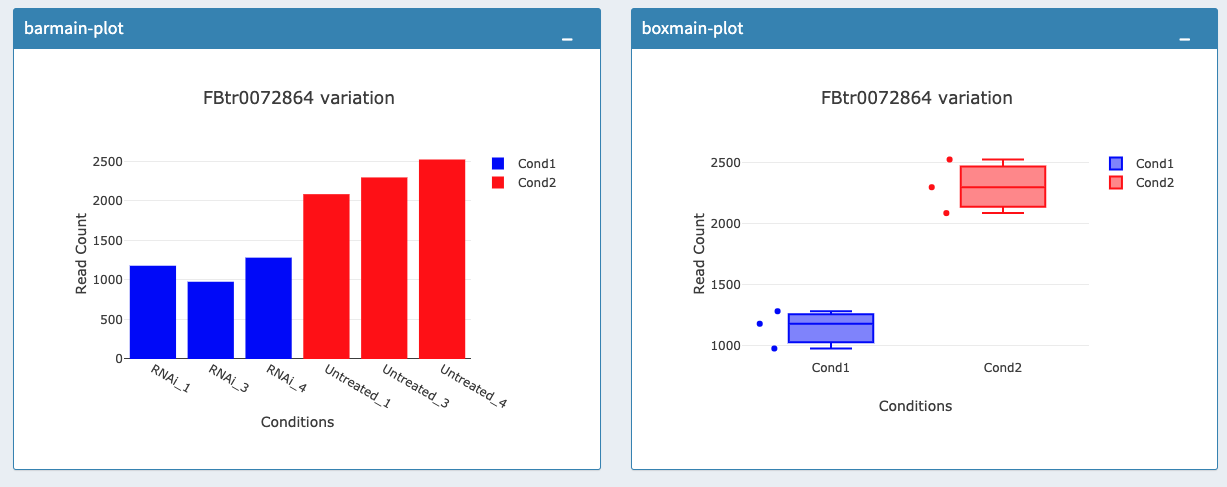 barmain-plot
_
FBtr0072864 variation
Read Count
2500
2000
1500
1000
500
0
RNAi_1
RNAi_3
RNAi_4
Untreated_1
Untreated_3
Untreated_4
Conditions
Cond1
Cond2
boxmain-plot
_
FBtr0072864 variation
Read Count
2500
2000
1500
1000
Cond1
Cond2
Conditions
Cond1
Cond2